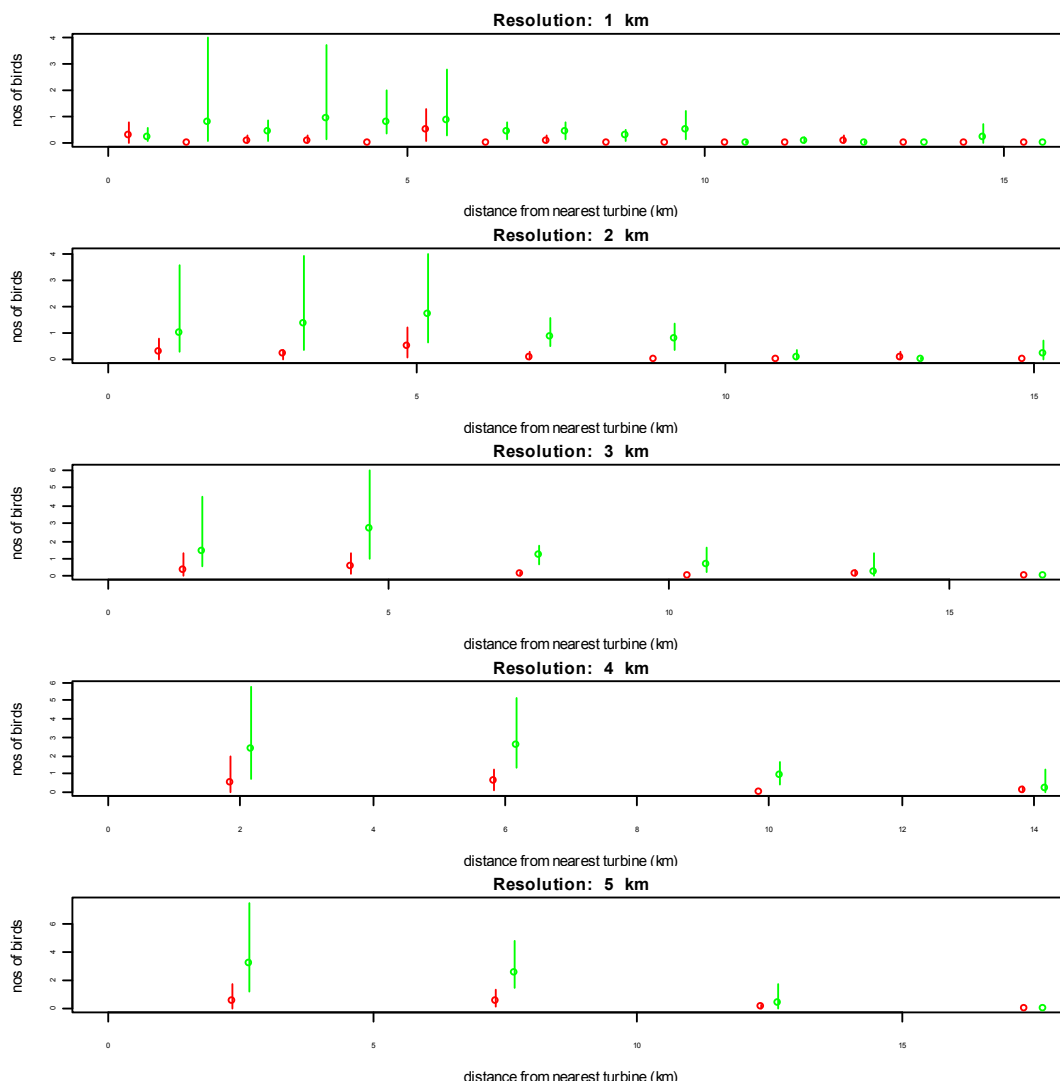 Resolution: 1 km
nos of birds
4
3
2
1
0
0 5 10 15
distance from nearest turbine (km)
Resolution: 2 km
nos of birds
4
3
2
1
0
0 5 10 15
distance from nearest turbine (km)
Resolution: 3 km
nos of birds
6
5
4
3
2
1
0
0 5 10 15
distance from nearest turbine (km)
Resolution: 4 km
nos of birds
6
5
4
3
2
1
0
0 2 4 6 8 10 12 14
distance from nearest turbine (km)
Resolution: 5 km
nos of birds
6
4
2
0
0 5 10 15
distance from nearest turbine (km)